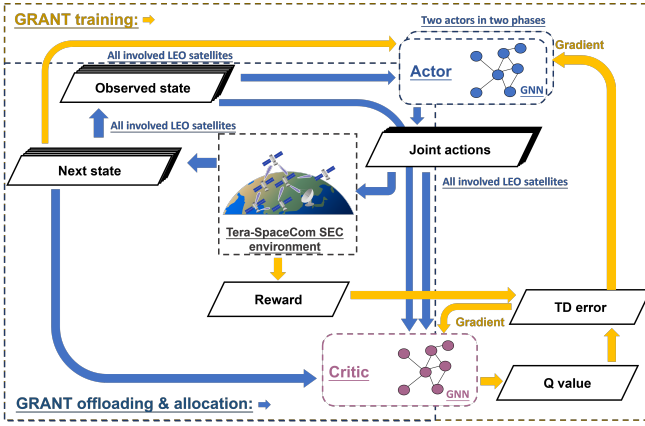 GRANT training:
Two actors in two phases
All involved LEO satellites
Gradient
Actor
GNN
Observed state
All involved LEO satellites
Next state
Joint actions
All involved LEO satellites
Tera-SpaceCom SEC
environment
Reward
TD error
Gradient
Critic
GNN
Q value
GRANT offloading & allocation: